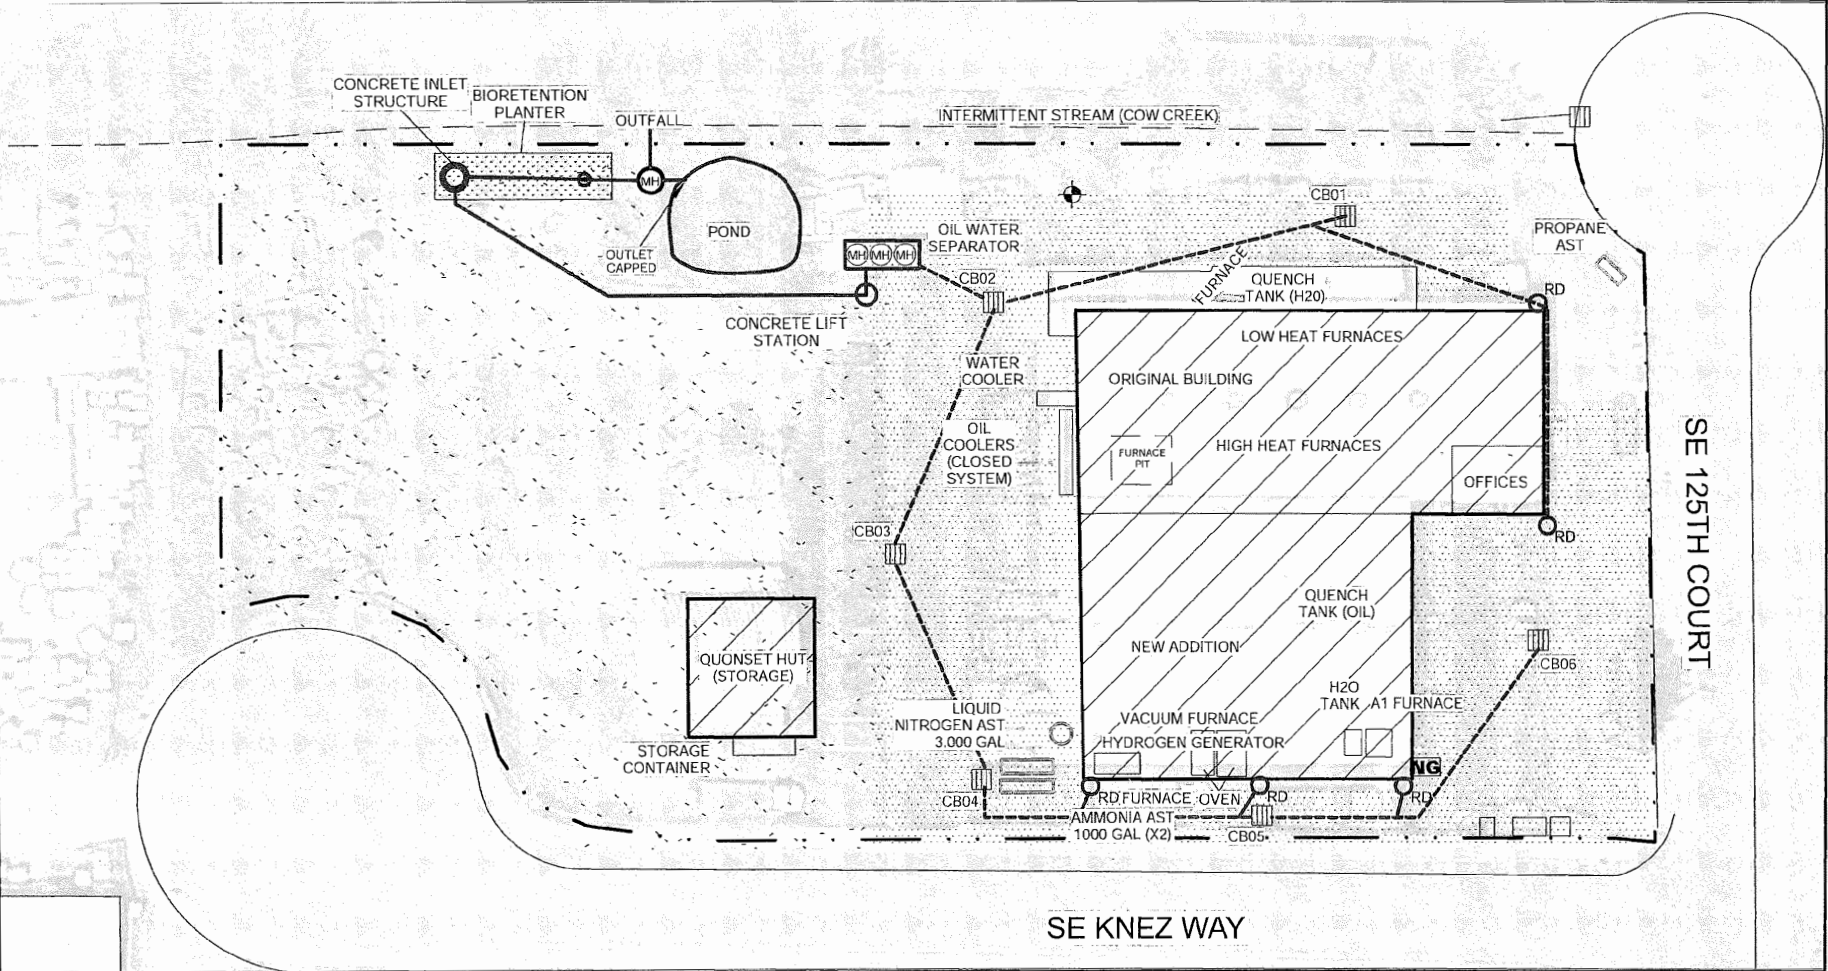 CONCRETE INLET
STRUCTURE
BIORETENTION
PLANTER
OUTFALL
INTERMITTENT STREAM (COW CREEK)
MH
POND
OUTLET
CAPPED
OIL WATER
SEPARATOR
MH MH MH
CB01
PROPANE
AST
CB02
FURNACE
QUENCH
TANK (H20)
RD
CONCRETE LIFT
STATION
LOW HEAT FURNACES
WATER
COOLER
ORIGINAL BUILDING
OIL
COOLERS
(CLOSED
SYSTEM)
FURNACE
PIT
HIGH HEAT FURNACES
OFFICES
SE 125TH COURT
CB03
RD
QUENCH
TANK (OIL)
NEW ADDITION
CB06
QUONSET HUT
(STORAGE)
H2O
TANK
A1 FURNACE
LIQUID
NITROGEN AST
3.000 GAL
VACUUM FURNACE
HYDROGEN GENERATOR
STORAGE
CONTAINER
NG
CB04
RD
FURNACE
OVEN
RD
RD
AMMONIA AST
1000 GAL (X2)
CB05
SE KNEZ WAY